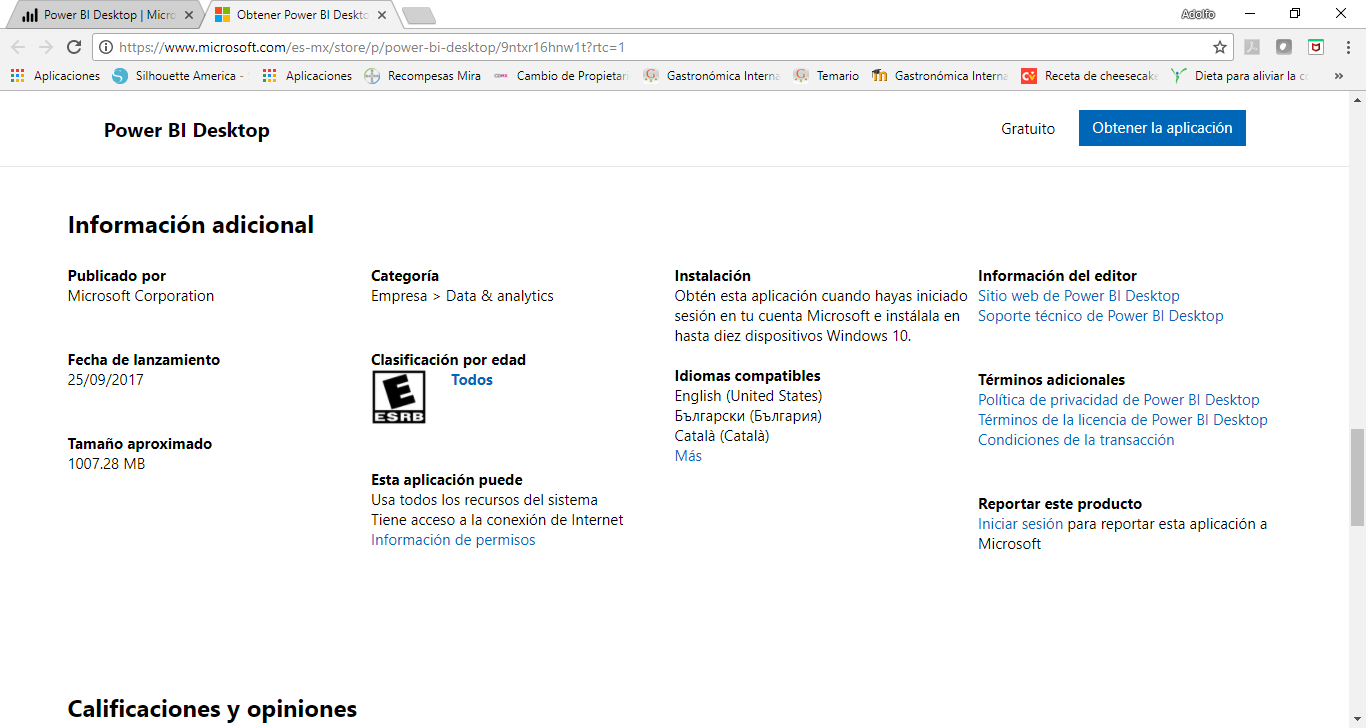 Power BI Desktop | Micro
Obtener Power BI Deskto
Adolfo
https://www.microsoft.com/es-mx/store/p/power-bi-desktop/9ntxr16hnw1t?rtc=1
Aplicaciones
Silhouette America -
Aplicaciones
Recompesas Mira
Cambio de Propietari
Gastronómica Interna
Temario
Gastronómica Interna
Receta de cheesecake
Dieta para aliviar la co
»
Power BI Desktop
Gratuito
Obtener la aplicación
Información adicional
Publicado por
Microsoft Corporation
Fecha de lanzamiento
25/09/2017
Tamaño aproximado
1007.28 MB
Categoría
Empresa > Data & analytics
Clasificación por edad
E
ESRB
Todos
Esta aplicación puede
Usa todos los recursos del sistema
Tiene acceso a la conexión de Internet
Información de permisos
Instalación
Obtén esta aplicación cuando hayas iniciado
sesión en tu cuenta Microsoft e instálala en
hasta diez dispositivos Windows 10.
Idiomas compatibles
English (United States)
Български (България)
Català (Català)
Más
Información del editor
Sitio web de Power BI Desktop
Soporte técnico de Power BI Desktop
Términos adicionales
Política de privacidad de Power BI Desktop
Términos de la licencia de Power BI Desktop
Condiciones de la transacción
Reportar este producto
Iniciar sesión para reportar esta aplicación a
Microsoft
Calificaciones y opiniones